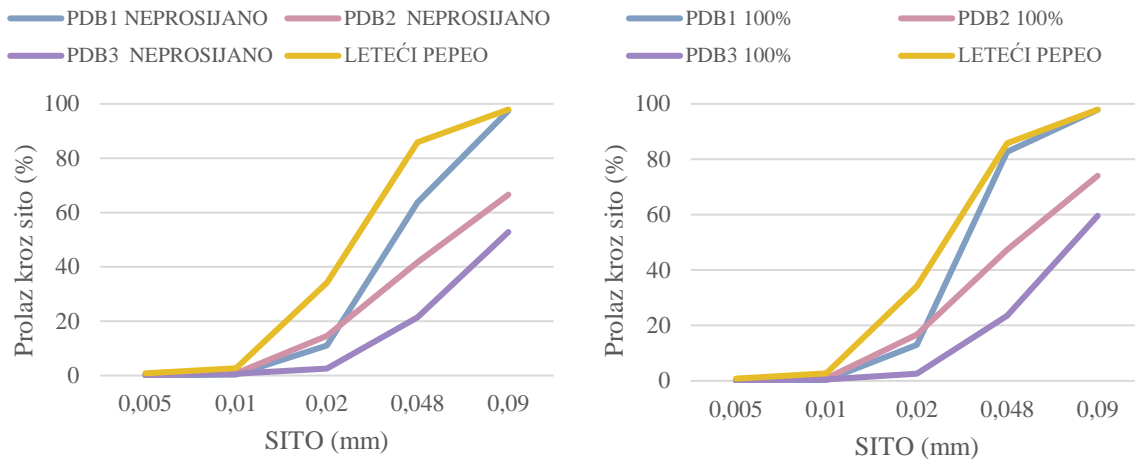 PDB1 NEPROSIJANO PDB2 NEPROSIJANO
PDB3 NEPROSIJANO LETEĆI PEPEO
100
80
60
40
20
0
0,005 0,01 0,02 0,048 0,09
Prolaz kroz sito (%)
SITO (mm)
PDB1 100% PDB2 100%
PDB3 100% LETEĆI PEPEO
100
80
60
40
20
0
0,005 0,01 0,02 0,048 0,09
Prolaz kroz sito (%)
SITO (mm)